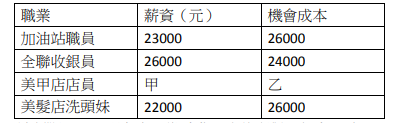 職業 薪資（元） 機會成本
加油站職員 23000 26000
全聯收銀員 26000 24000
美甲店店員 甲 乙
美髮店洗頭妹 22000 26000